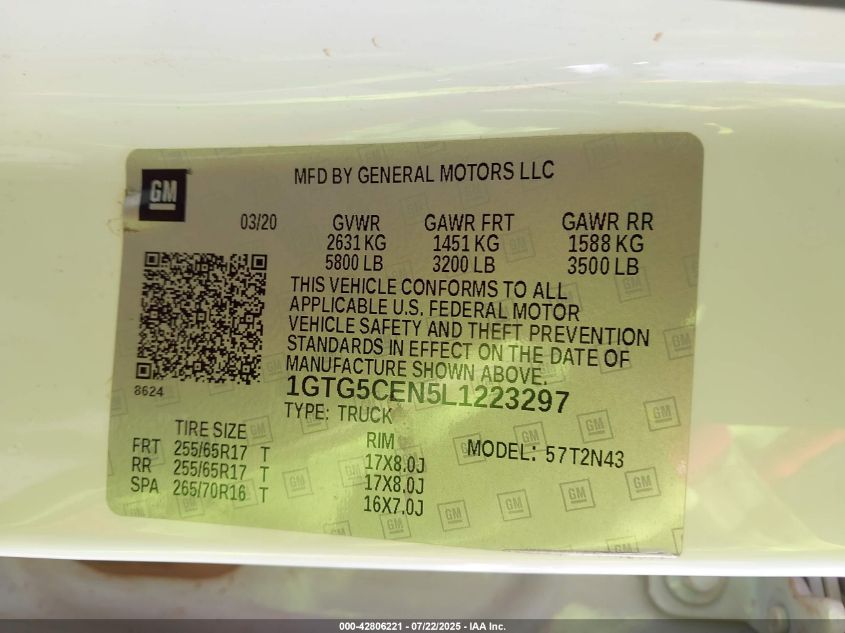 GM
MFD BY GENERAL MOTORS LLC
03/20
GVWR GAWR FRT GAWR RR
2631 KG 1451 KG 1588 KG
5800 LB 3200 LB 3500 LB
THIS VEHICLE CONFORMS TO ALL
APPLICABLE U.S. FEDERAL MOTOR
VEHICLE SAFETY AND THEFT PREVENTION
STANDARDS IN EFFECT ON THE DATE OF
MANUFACTURE SHOWN ABOVE.
8624
1GTG5CEN5L1223297
TYPE: TRUCK
TIRE SIZE RIM MODEL: 57T2N43
FRT 255/65R17 T 17X8.0J
RR 255/65R17 T 17X8.0J
SPA 265/70R16 T 16X7.0J
000-42806221 - 07/22/2025 - IAA Inc.